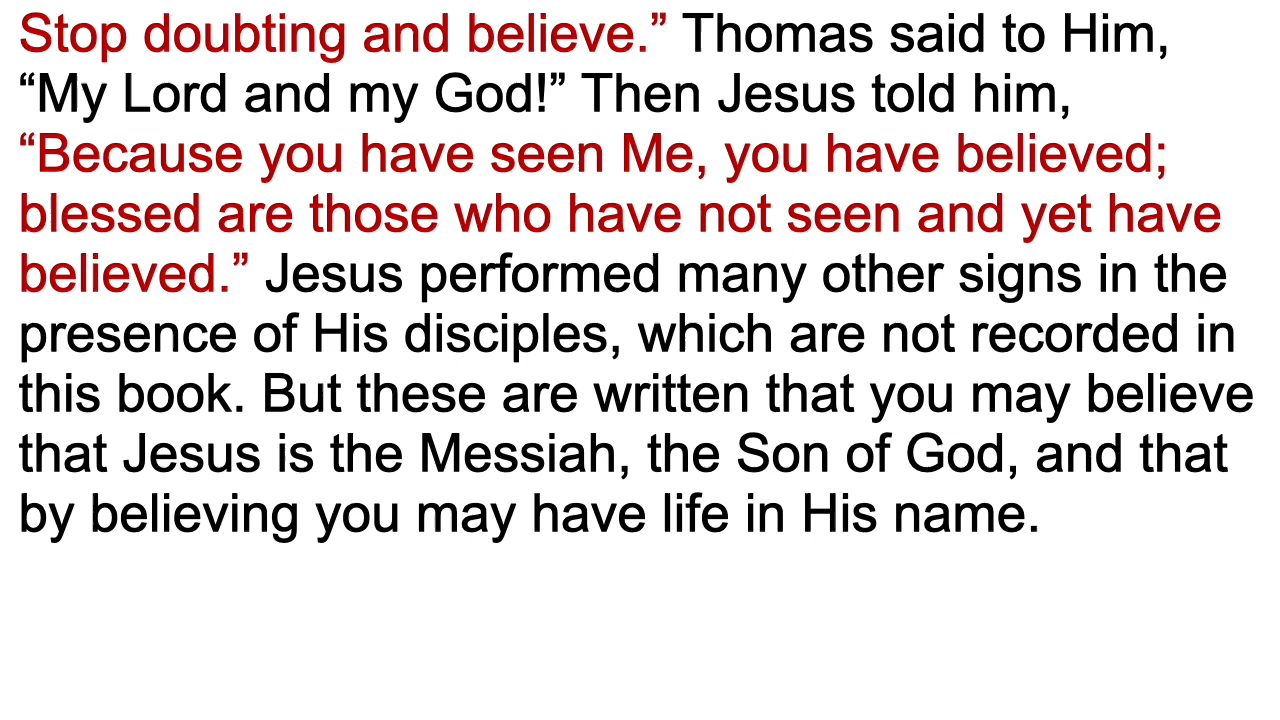 Stop doubting and believe.” Thomas said to Him,
“My Lord and my God!” Then Jesus told him,
“Because you have seen Me, you have believed;
blessed are those who have not seen and yet have
believed.” Jesus performed many other signs in the
presence of His disciples, which are not recorded in
this book. But these are written that you may believe
that Jesus is the Messiah, the Son of God, and that
by believing you may have life in His name.